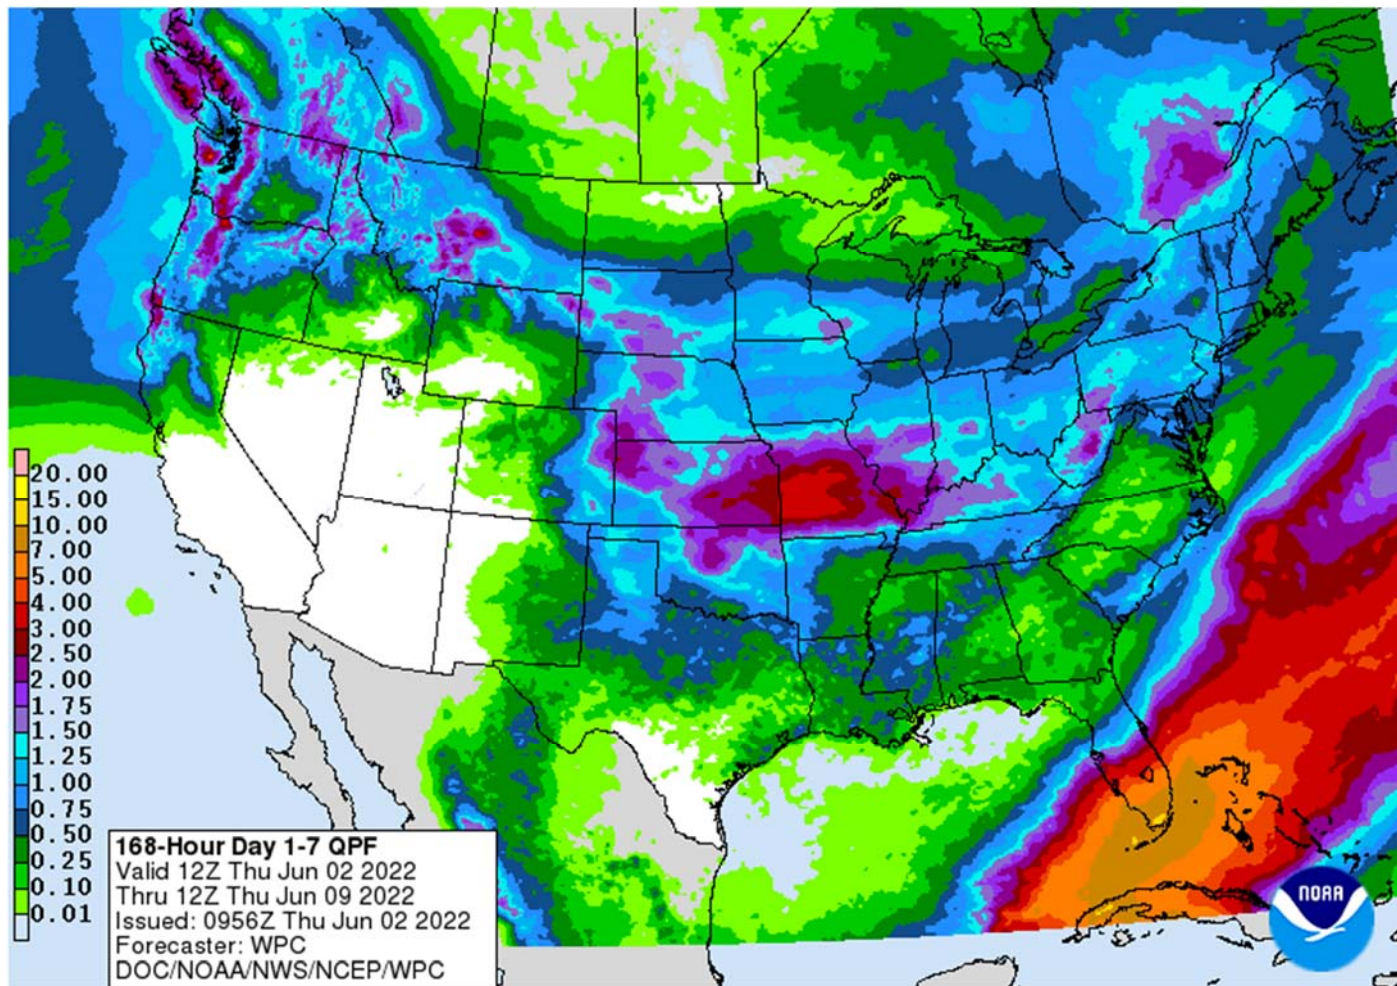 20.00
15.00
10.00
7.00
5.00
4.00
3.00
2.50
2.00
1.75
1.50
1.25
1.00
0.75
0.50
0.25
0.10
0.01
168-Hour Day 1-7 QPF
Valid 12Z Thu Jun 02 2022
Thru 12Z Thu Jun 09 2022
Issued: 0956Z Thu Jun 02 2022
Forecaster: WPC
DOC/NOAA/NWS/NCEP/WPC
NOAA